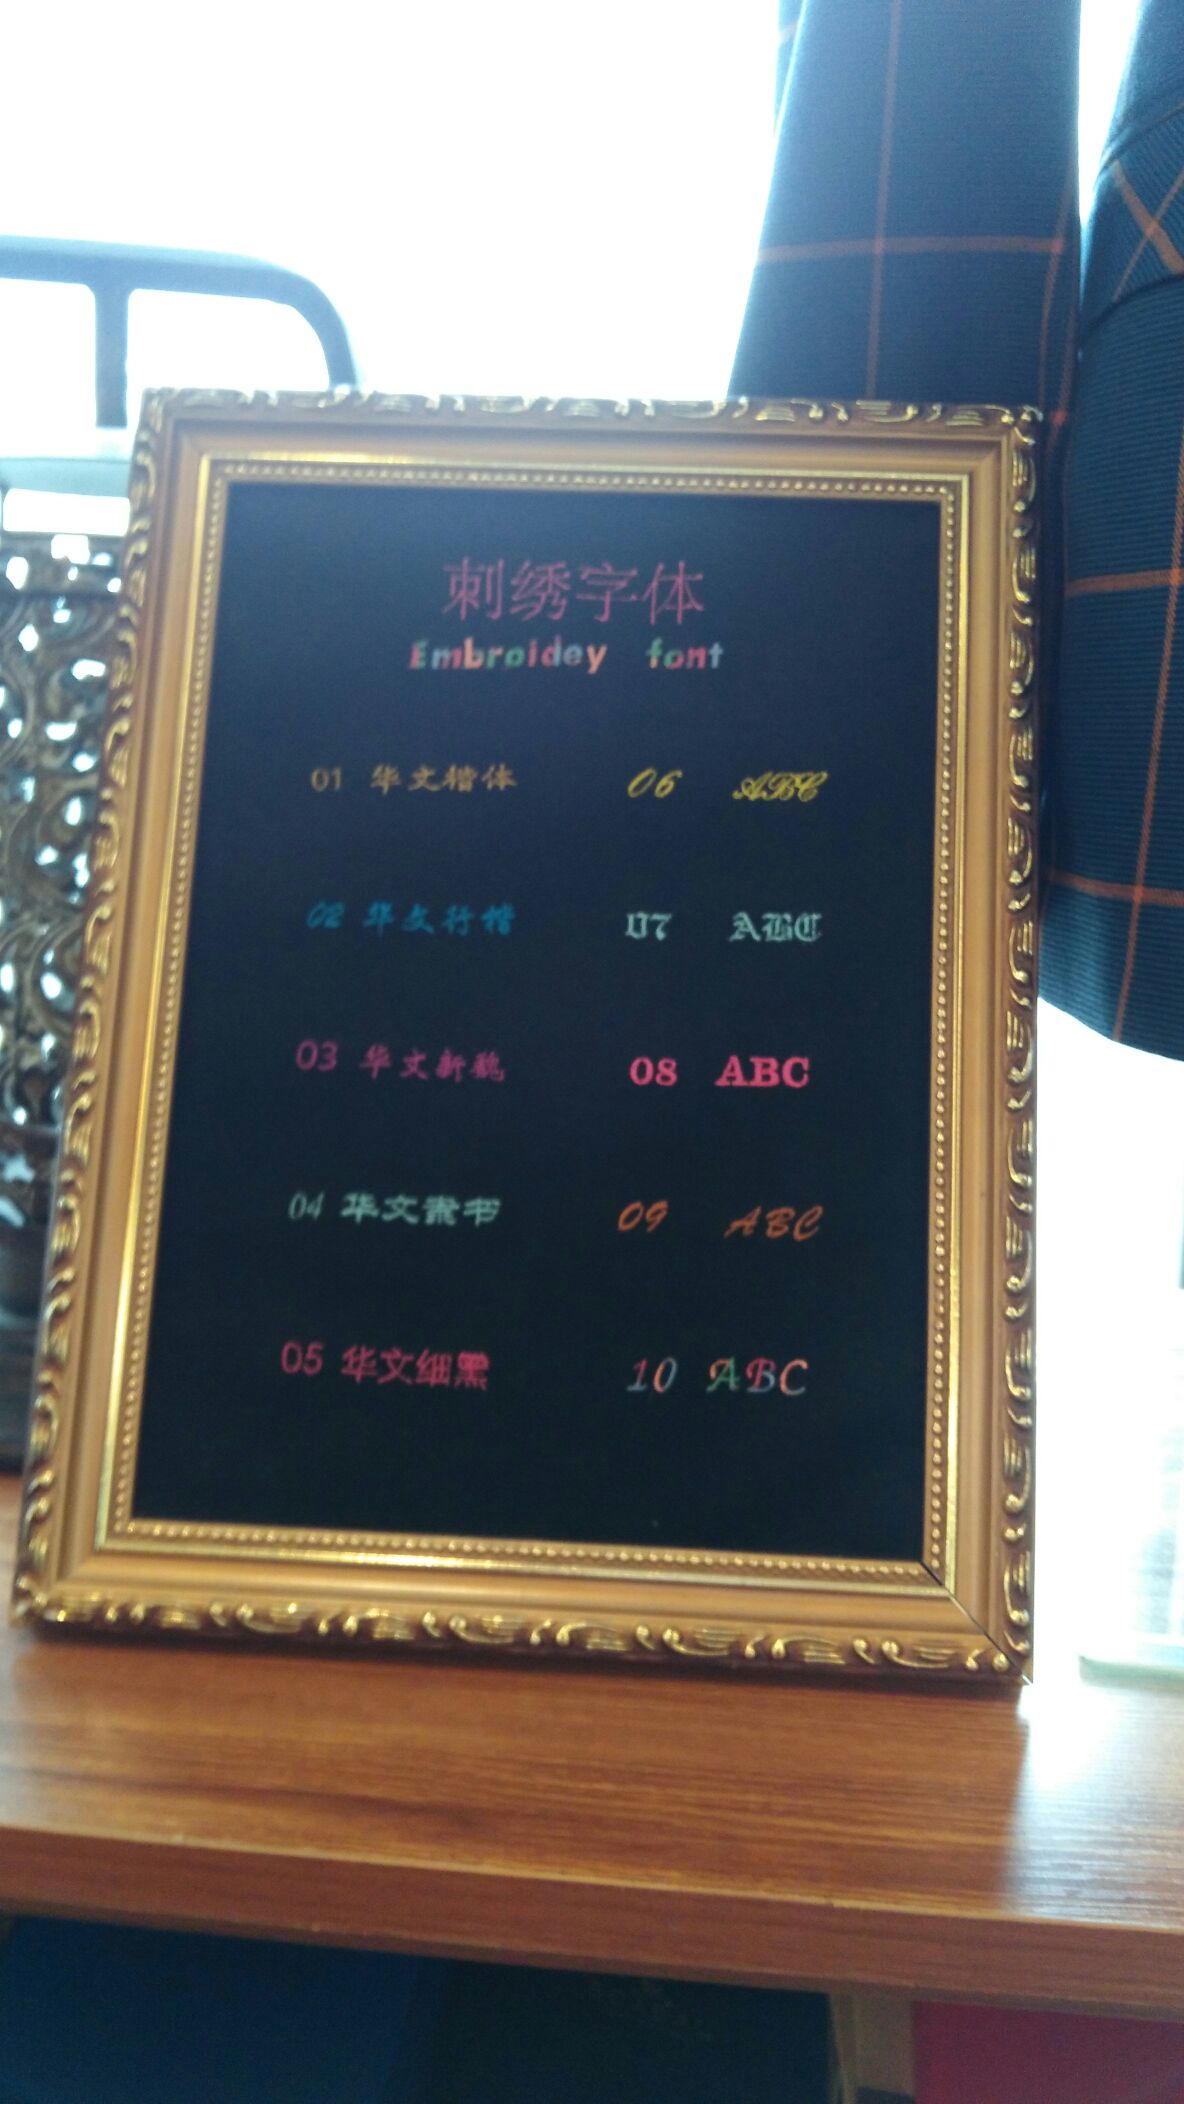 刺绣字体
Embroidey font
01 华文楷体
06 ABC
02 华文行楷
07 ABC
03 华文新魏
08 ABC
04 华文隶书
09 ABC
05 华文细黑
10 ABC